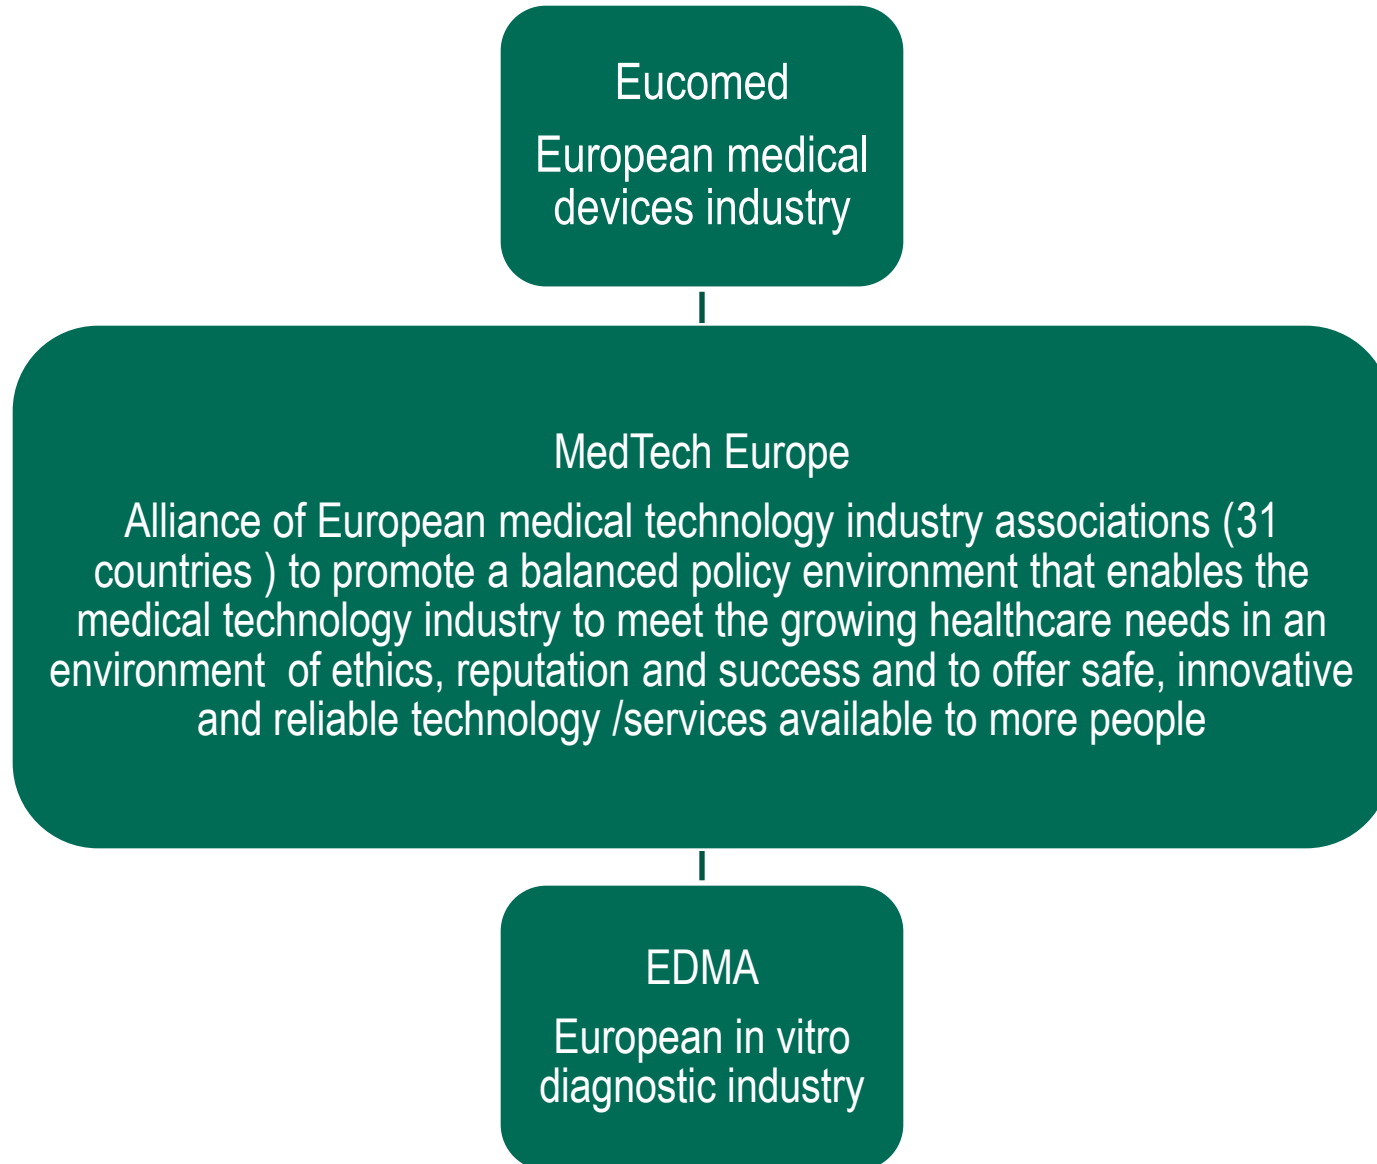 Eucomed
European medical
devices industry
MedTech Europe
Alliance of European medical technology industry associations (31
countries ) to promote a balanced policy environment that enables the
medical technology industry to meet the growing healthcare needs in an
environment  of ethics, reputation and success and to offer safe, innovative
and reliable technology /services available to more people
EDMA
European in vitro
diagnostic industry